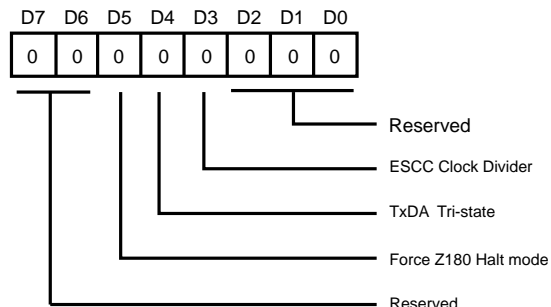 D7 D6 D5 D4 D3 D2 D1 D0
0 0 0 0 0 0 0 0
Reserved
ESCC Clock Divider
TxDA Tri-state
Force Z180 Halt mode
Reserved